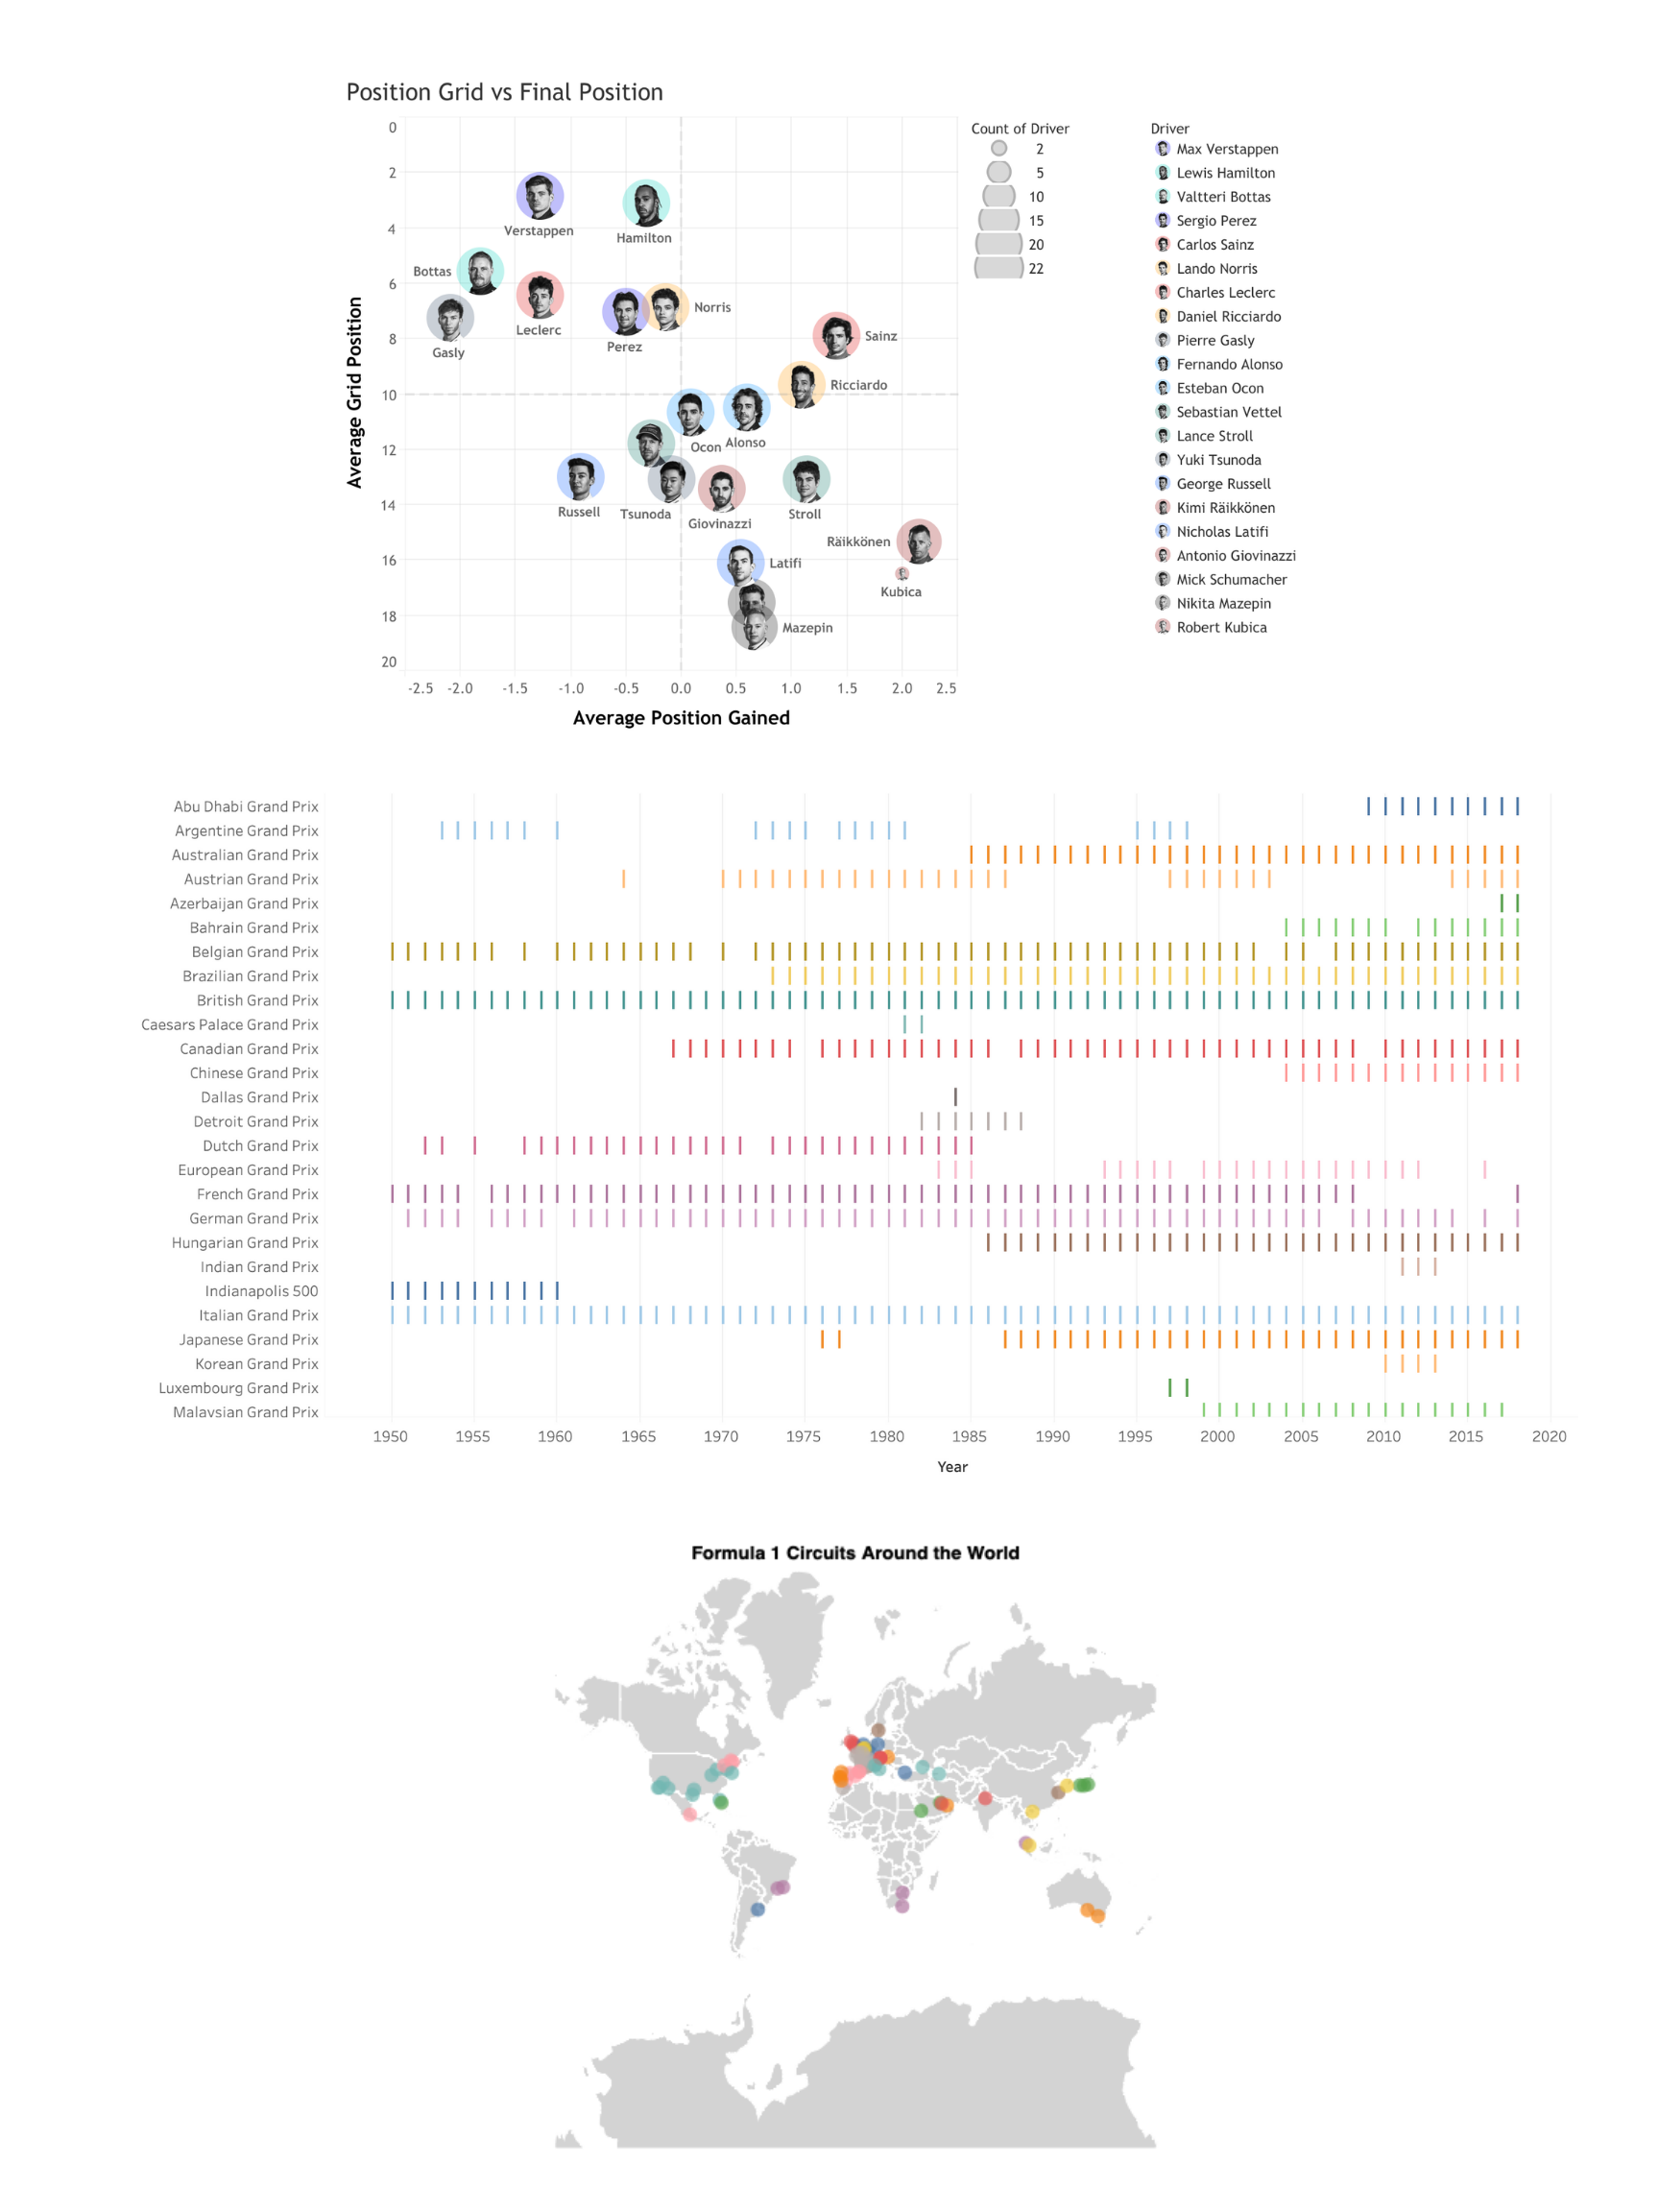 Position Grid vs Final Position
Count of Driver
2
5
10
15
20
22
Driver
Max Verstappen
Lewis Hamilton
Valtteri Bottas
Sergio Perez
Carlos Sainz
Lando Norris
Charles Leclerc
Daniel Ricciardo
Pierre Gasly
Fernando Alonso
Esteban Ocon
Sebastian Vettel
Lance Stroll
Yuki Tsunoda
George Russell
Kimi Räikkönen
Nicholas Latifi
Antonio Giovinazzi
Mick Schumacher
Nikita Mazepin
Robert Kubica
Average Grid Position
0
2
4
6
8
10
12
14
16
18
20
Verstappen
Hamilton
Bottas
Leclerc
Gasly
Perez
Norris
Sainz
Ricciardo
Ocon
Alonso
Russell
Tsunoda
Giovinazzi
Stroll
Räikkönen
Latifi
Kubica
Mazepin
-2.5 -2.0 -1.5 -1.0 -0.5 0.0 0.5 1.0 1.5 2.0 2.5
Average Position Gained
Abu Dhabi Grand Prix
Argentine Grand Prix
Australian Grand Prix
Austrian Grand Prix
Azerbaijan Grand Prix
Bahrain Grand Prix
Belgian Grand Prix
Brazilian Grand Prix
British Grand Prix
Caesars Palace Grand Prix
Canadian Grand Prix
Chinese Grand Prix
Dallas Grand Prix
Detroit Grand Prix
Dutch Grand Prix
European Grand Prix
French Grand Prix
German Grand Prix
Hungarian Grand Prix
Indian Grand Prix
Indianapolis 500
Italian Grand Prix
Japanese Grand Prix
Korean Grand Prix
Luxembourg Grand Prix
Malaysian Grand Prix
1950 1955 1960 1965 1970 1975 1980 1985 1990 1995 2000 2005 2010 2015 2020
Year
Formula 1 Circuits Around the World